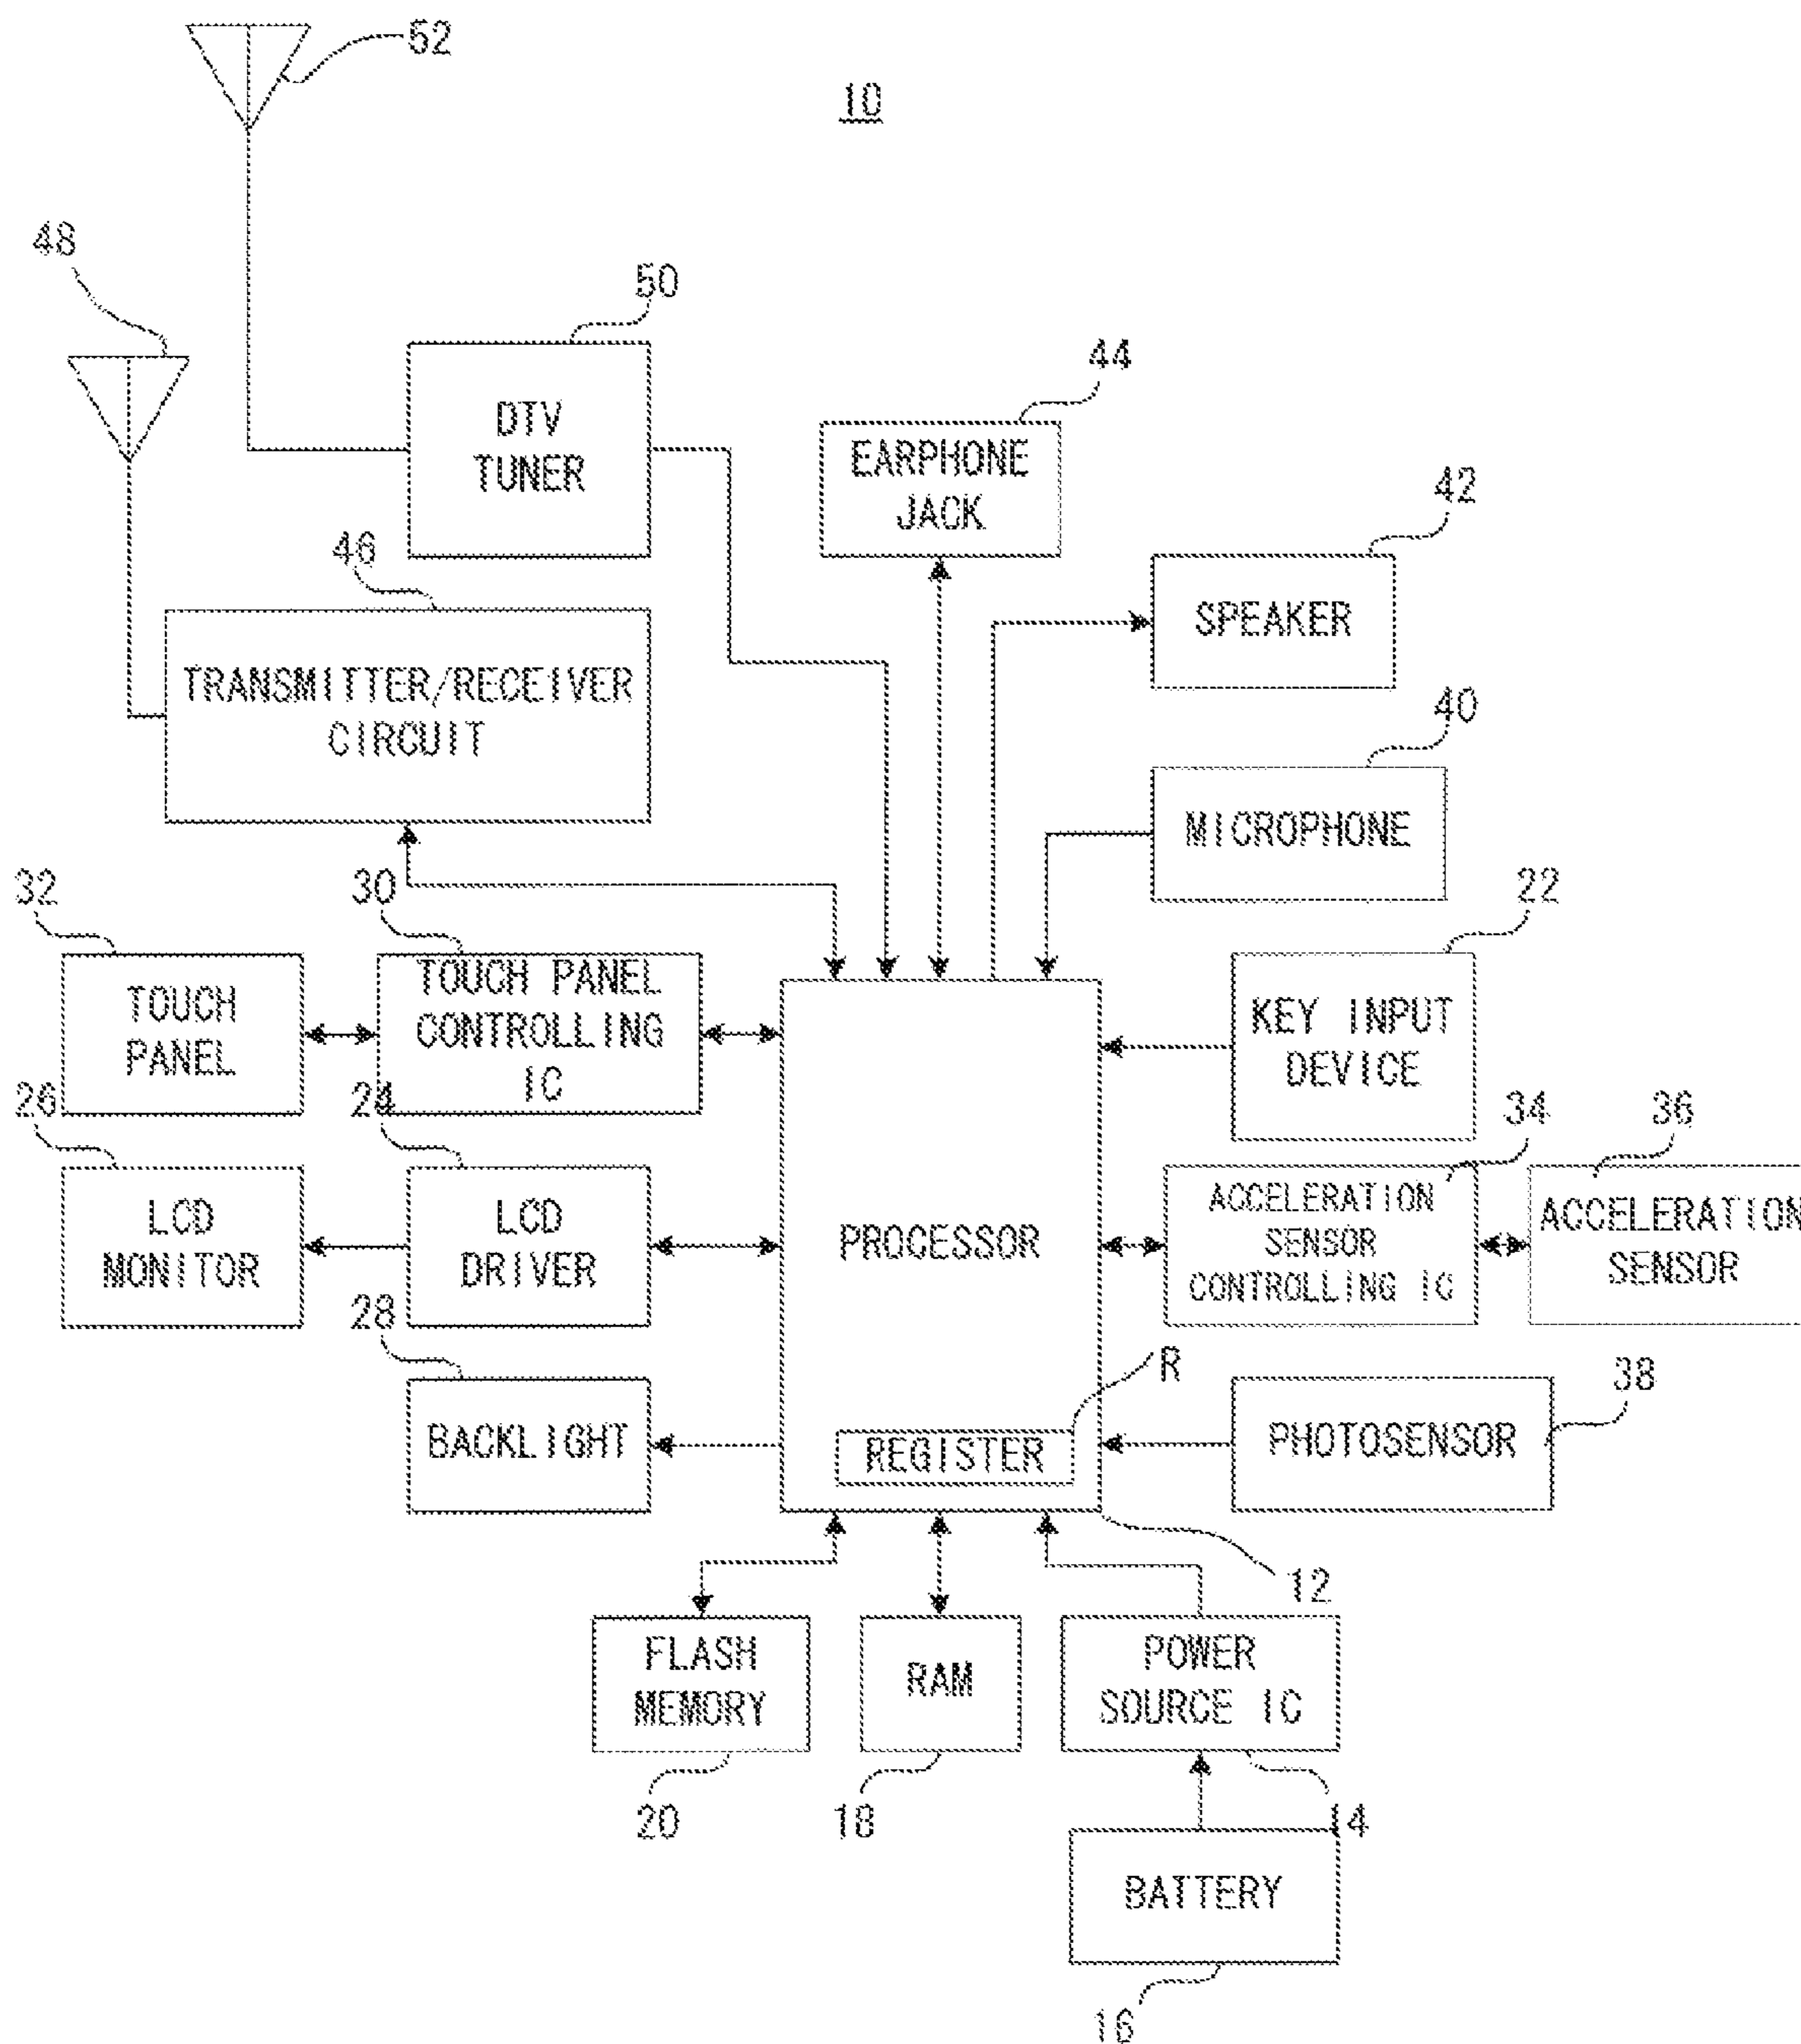 52
10
48
50
DTV
TUNER
44
EARPHONE
JACK
42
SPEAKER
46
TRANSMITTER/RECEIVER
CIRCUIT
40
MICROPHONE
32
TOUCH
PANEL
30
TOUCH PANEL
CONTROLLING
IC
22
KEY INPUT
DEVICE
26
LCD
MONITOR
24
LCD
DRIVER
PROCESSOR
34
ACCELERATION
SENSOR
CONTROLLING IC
36
ACCELERATION
SENSOR
28
BACKLIGHT
R
REGISTER
38
PHOTOSENSOR
12
FLASH
MEMORY
20
RAM
18
POWER
SOURCE IC
14
BATTERY
16